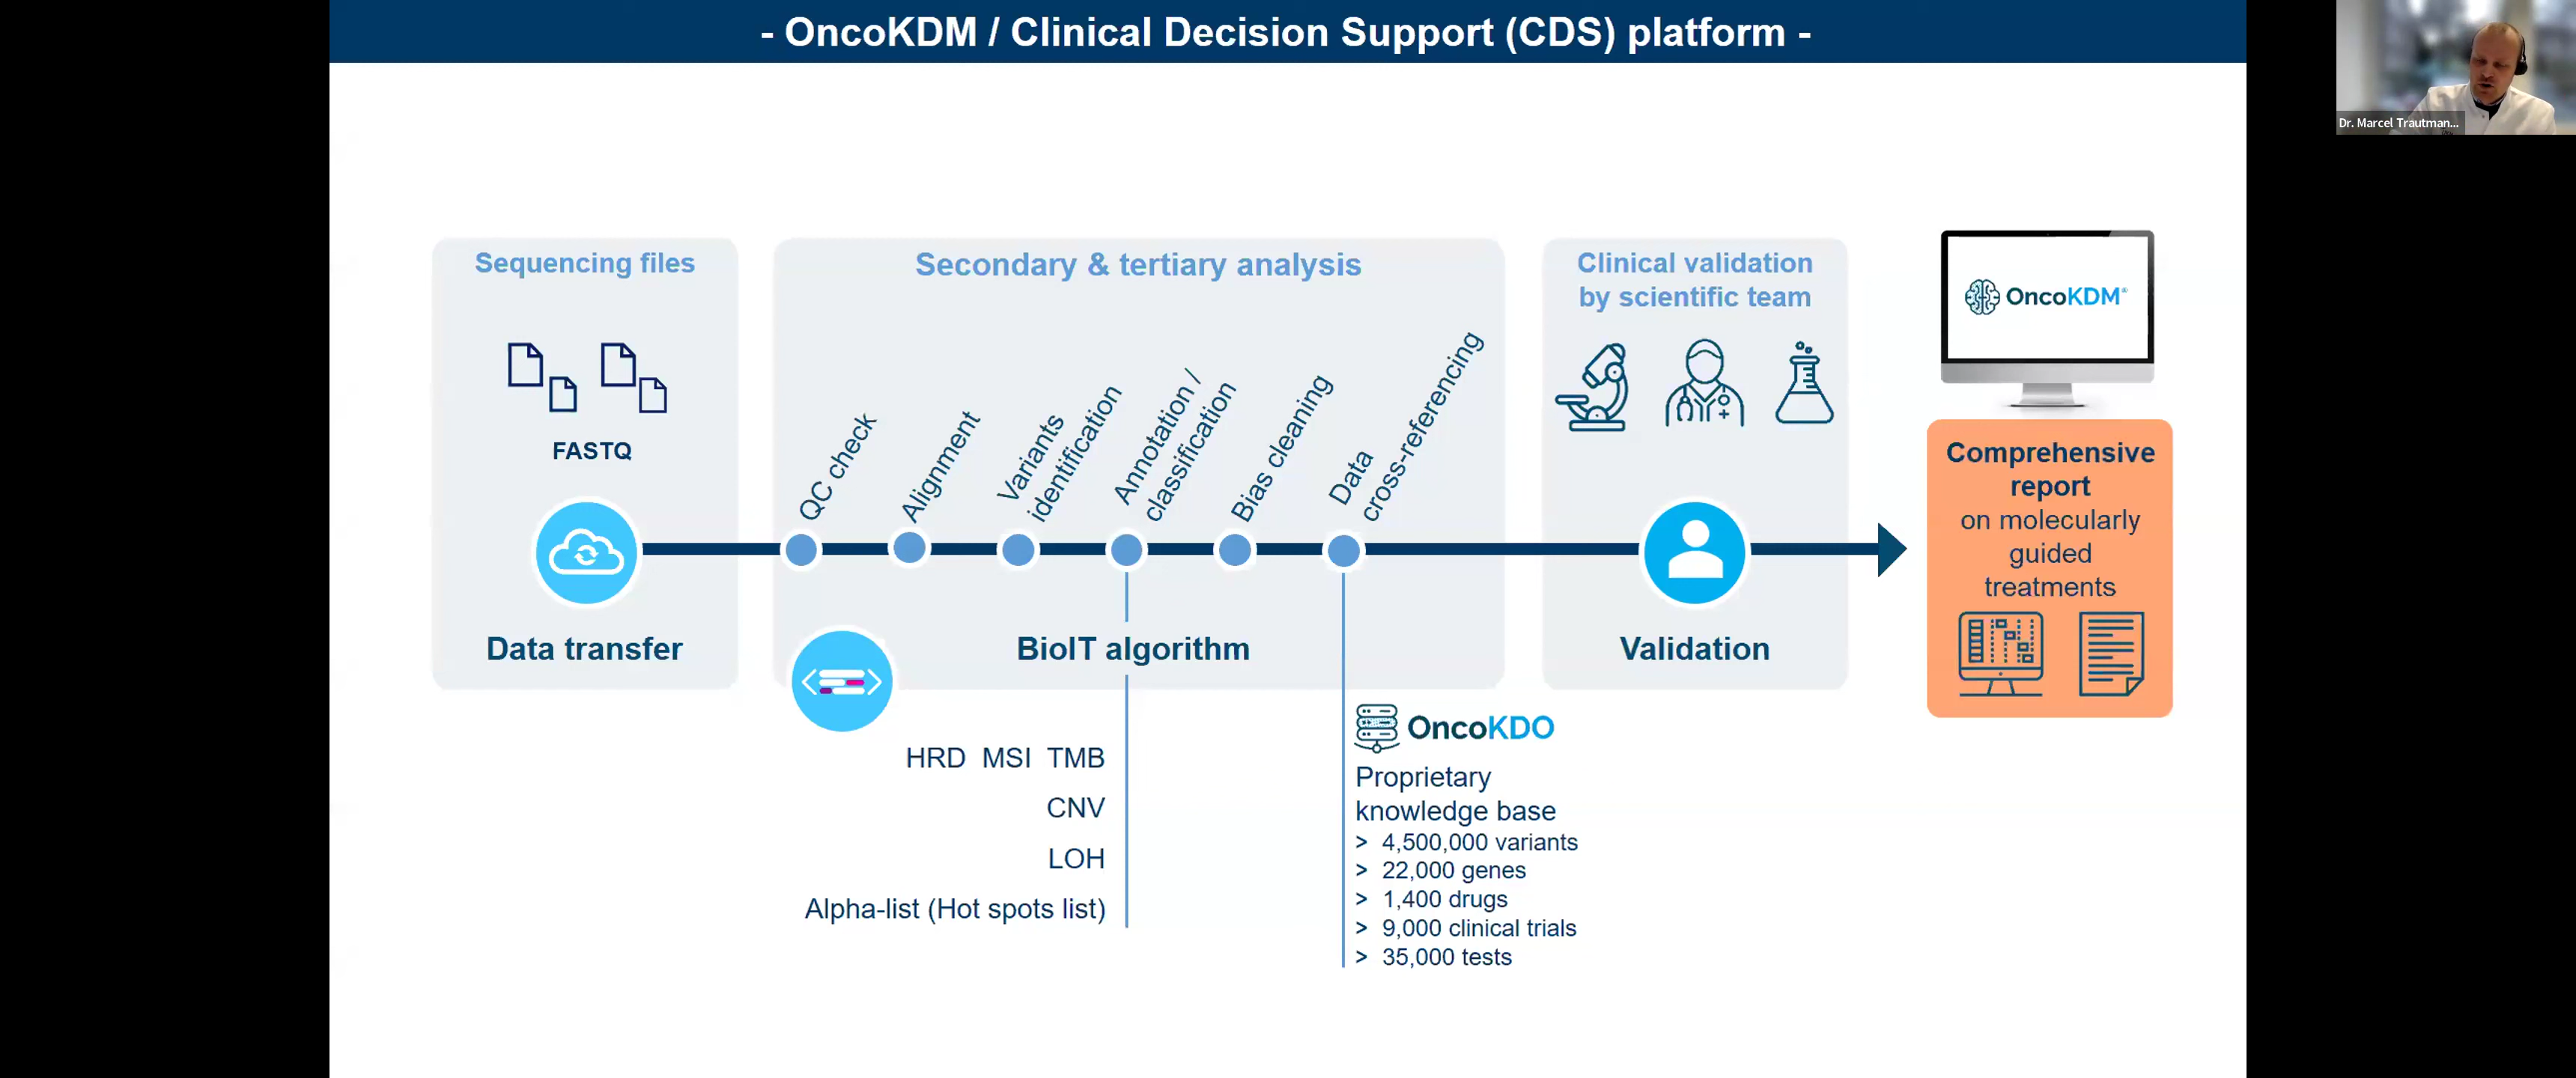 - OncoKDM / Clinical Decision Support (CDS) platform -
Dr. Marcel Trautman...
Sequencing files
FASTQ
Data transfer
Secondary & tertiary analysis
QC check
Alignment
Variants
identification
Annotation /
classification
Bias cleaning
Data
cross-referencing
BioIT algorithm
HRD MSI TMB
CNV
LOH
Alpha-list (Hot spots list)
OncoKDO
Proprietary
knowledge base
> 4,500,000 variants
> 22,000 genes
> 1,400 drugs
> 9,000 clinical trials
> 35,000 tests
Clinical validation
by scientific team
Validation
OncoKDM®
Comprehensive
report
on molecularly
guided
treatments